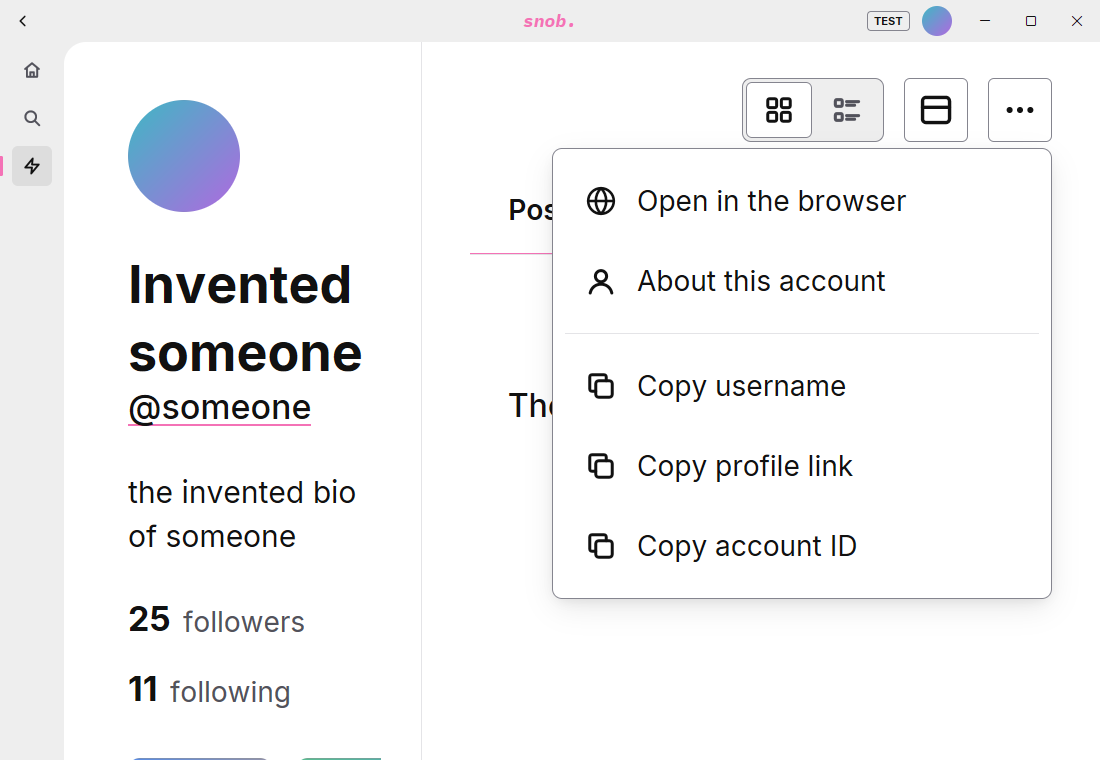 snob.
TEST
Invented
someone
@someone
the invented bio
of someone
25 followers
11 following
Open in the browser
About this account
Copy username
Copy profile link
Copy account ID